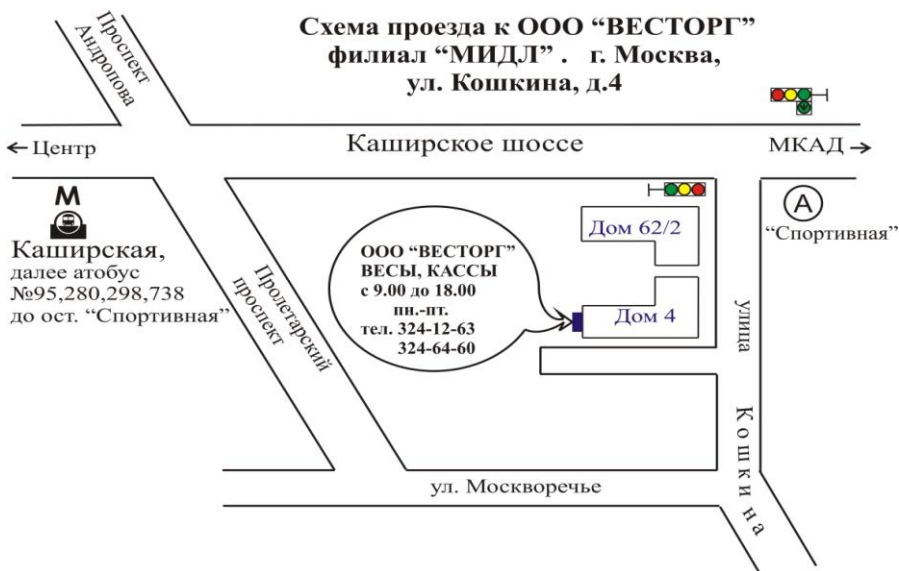 Схема проезда к ООО “ВЕСТОРГ”
филиал “МИДЛ” . г. Москва,
ул. Кошкина, д.4
Проспект
Андропова
← Центр
Каширское шоссе
МКАД →
М
Каширская,
далее атобус
№95,280,298,738
до ост. “Спортивная”
Пролетарский
проспект
ООО “ВЕСТОРГ”
ВЕСЫ, КАССЫ
с 9.00 до 18.00
пн.-пт.
тел. 324-12-63
324-64-60
Дом 62/2
Дом 4
А
“Спортивная”
улица
Кошкина
ул. Москворечье